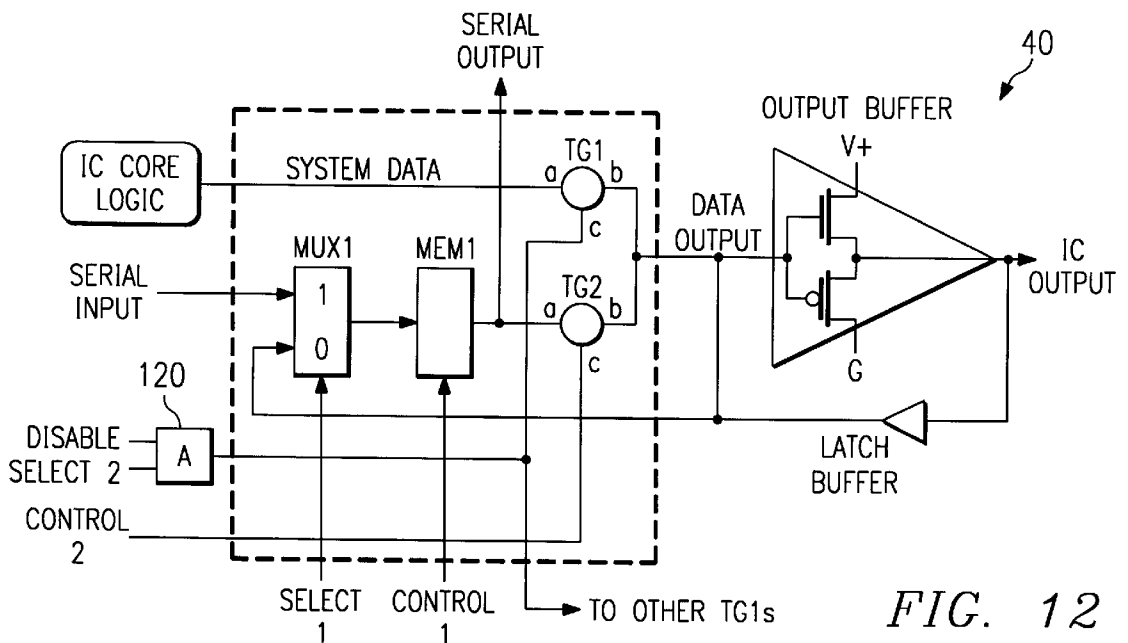 SERIAL
OUTPUT
40
OUTPUT BUFFER
V+
IC CORE
LOGIC
SYSTEM DATA
TG1
a
b
c
DATA
OUTPUT
MUX1
MEM1
IC
OUTPUT
SERIAL
INPUT
1
0
TG2
a
b
c
G
120
DISABLE
SELECT 2
A
LATCH
BUFFER
CONTROL
2
SELECT
1
CONTROL
1
TO OTHER TG1s
FIG. 12